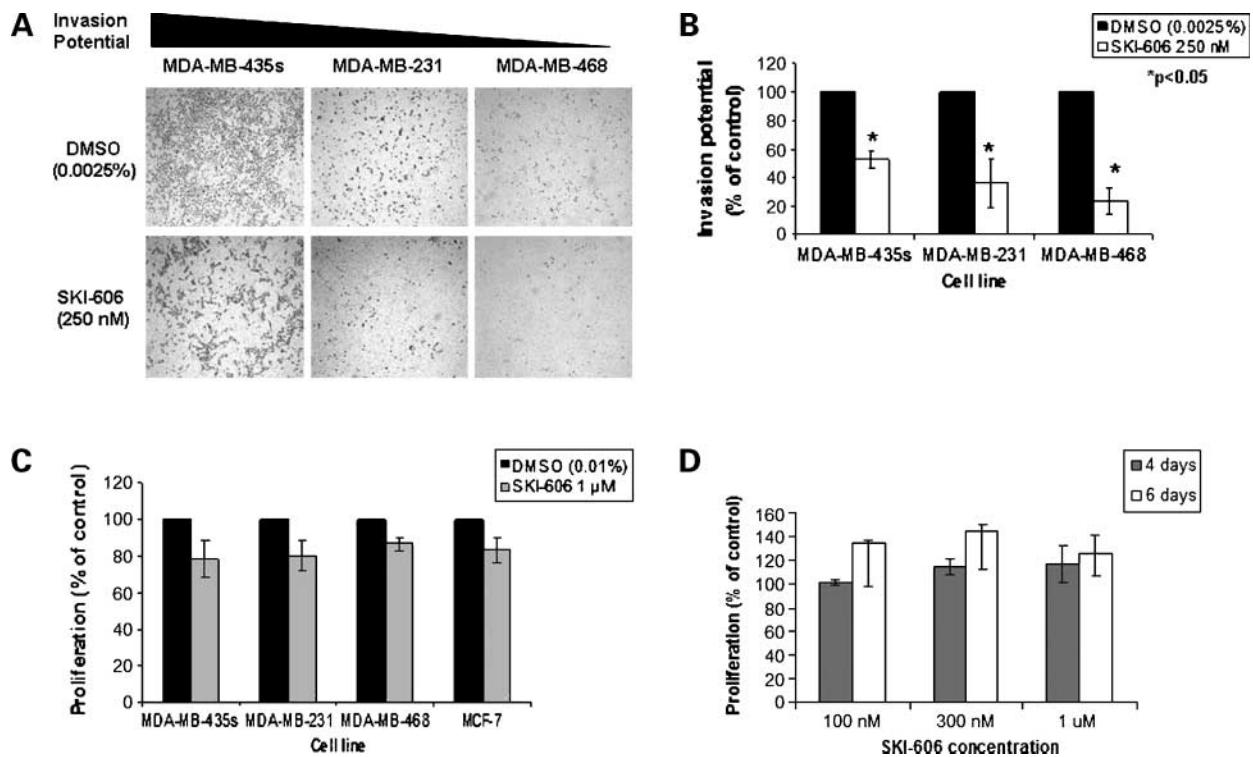 A
Invasion
Potential
MDA-MB-435s MDA-MB-231 MDA-MB-468
DMSO
(0.0025%)
SKI-606
(250 nM)
B
DMSO (0.0025%)
SKI-606 250 nM
*p<0.05
Invasion potential
(% of control)
120
100
80
60
40
20
0
* * *
MDA-MB-435s MDA-MB-231 MDA-MB-468
Cell line
C
DMSO (0.01%)
SKI-606 1 µM
Proliferation (% of control)
120
100
80
60
40
20
0
MDA-MB-435s MDA-MB-231 MDA-MB-468 MCF-7
Cell line
D
4 days
6 days
Proliferation (% of control)
160
140
120
100
80
60
40
20
0
100 nM 300 nM 1 uM
SKI-606 concentration